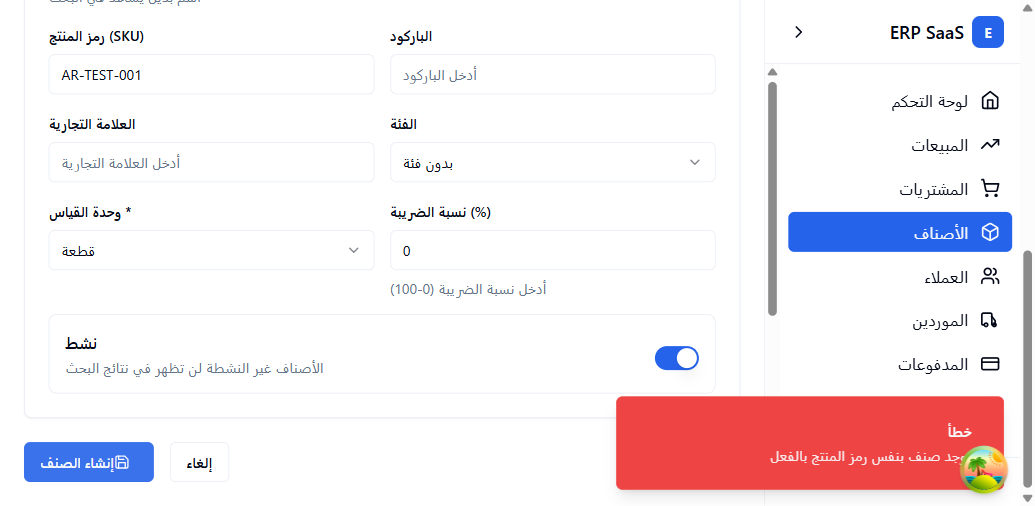 ERP SaaS
E
لوحة التحكم
المبيعات
المشتريات
الأصناف
العملاء
الموردين
المدفوعات
رمز المنتج (SKU)
AR-TEST-001
الباركود
أدخل الباركود
العلامة التجارية
أدخل العلامة التجارية
الفئة
بدون فئة
وحدة القياس *
قطعة
نسبة الضريبة (%)
0
أدخل نسبة الضريبة (0-100)
نشط
الأصناف غير النشطة لن تظهر في نتائج البحث
إنشاء الصنف
إلغاء
خطأ
صنف بنفس رمز المنتج بالفعل